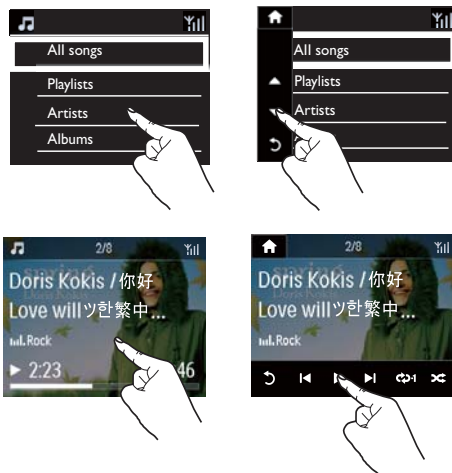 All songs
Playlists
Artists
Albums
All songs
Playlists
Artists
2/8
Doris Kokis /你好
Love willツ한繁中...
Rock
2:23
46
2/8
Doris Kokis /你好
Love willツ한繁中...
Rock
1